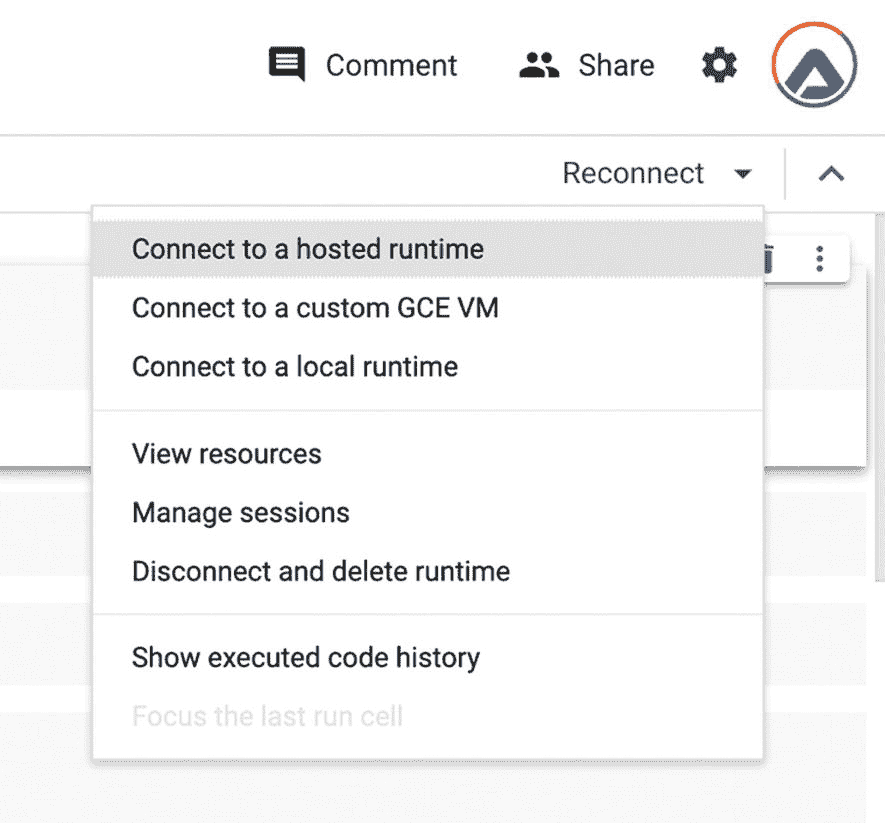 Comment Share
Reconnect
Connect to a hosted runtime
Connect to a custom GCE VM
Connect to a local runtime
View resources
Manage sessions
Disconnect and delete runtime
Show executed code history
Focus the last run cell